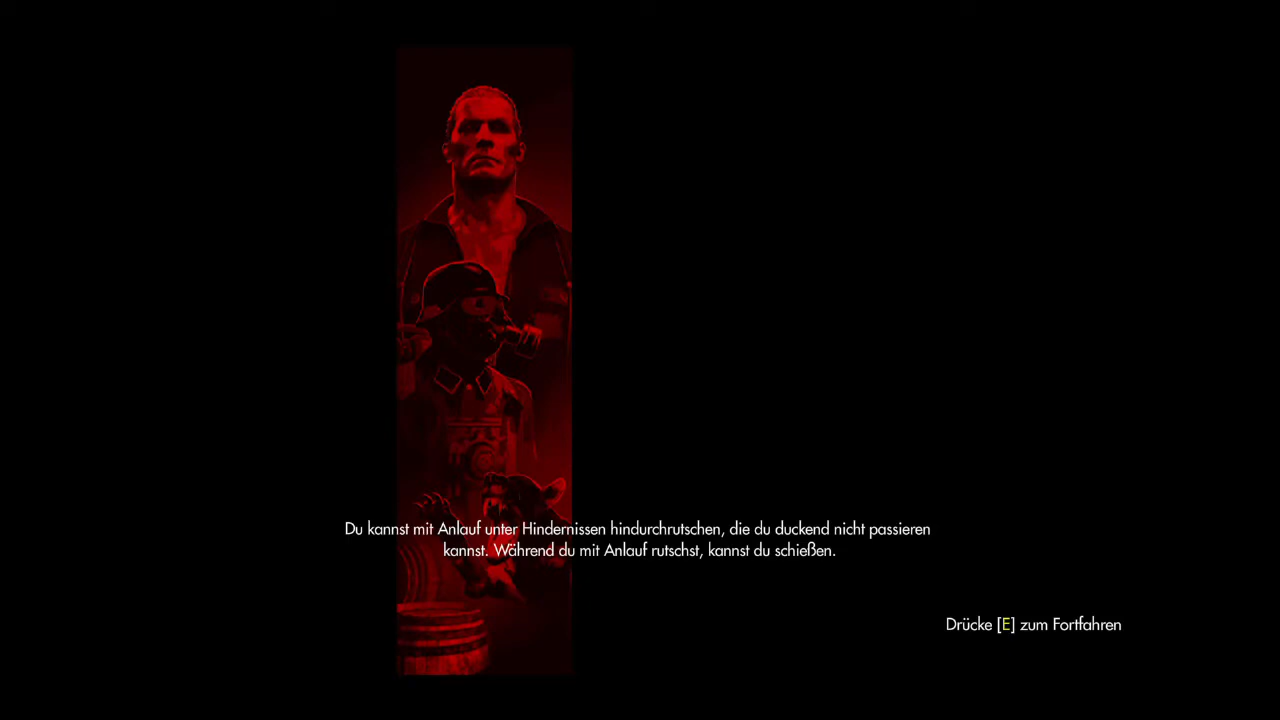 Du kannst mit Anlauf unter Hindernissen hindurchrutschen, die du duckend nicht passieren
kannst. Während du mit Anlauf rutschst, kannst du schießen.
Drücke [E] zum Fortfahren